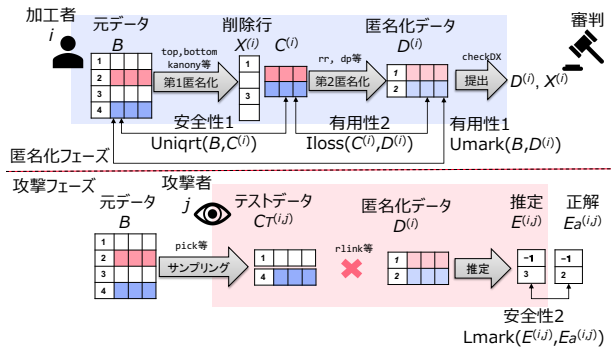 加工者
i
元データ
B
削除行
X(i)
C(i)
匿名化データ
D(i)
審判
1
2
3
4
top,bottom
kanony等
第1匿名化
1
3
rr, dp等
第2匿名化
1
2
checkDX
提出
D(i), X(i)
安全性1
Uniqrt(B,C(i))
有用性2
Iloss(C(i),D(i))
有用性1
Umark(B,D(i))
匿名化フェーズ
攻撃フェーズ
元データ
B
攻撃者
j
テストデータ
CT(i,j)
匿名化データ
D(i)
推定
E(i,j)
正解
Ea(i,j)
1
2
3
4
pick等
サンプリング
1
4
rlink等
1
2
推定
-1
3
-1
2
安全性2
Lmark(E(i,j),Ea(i,j))